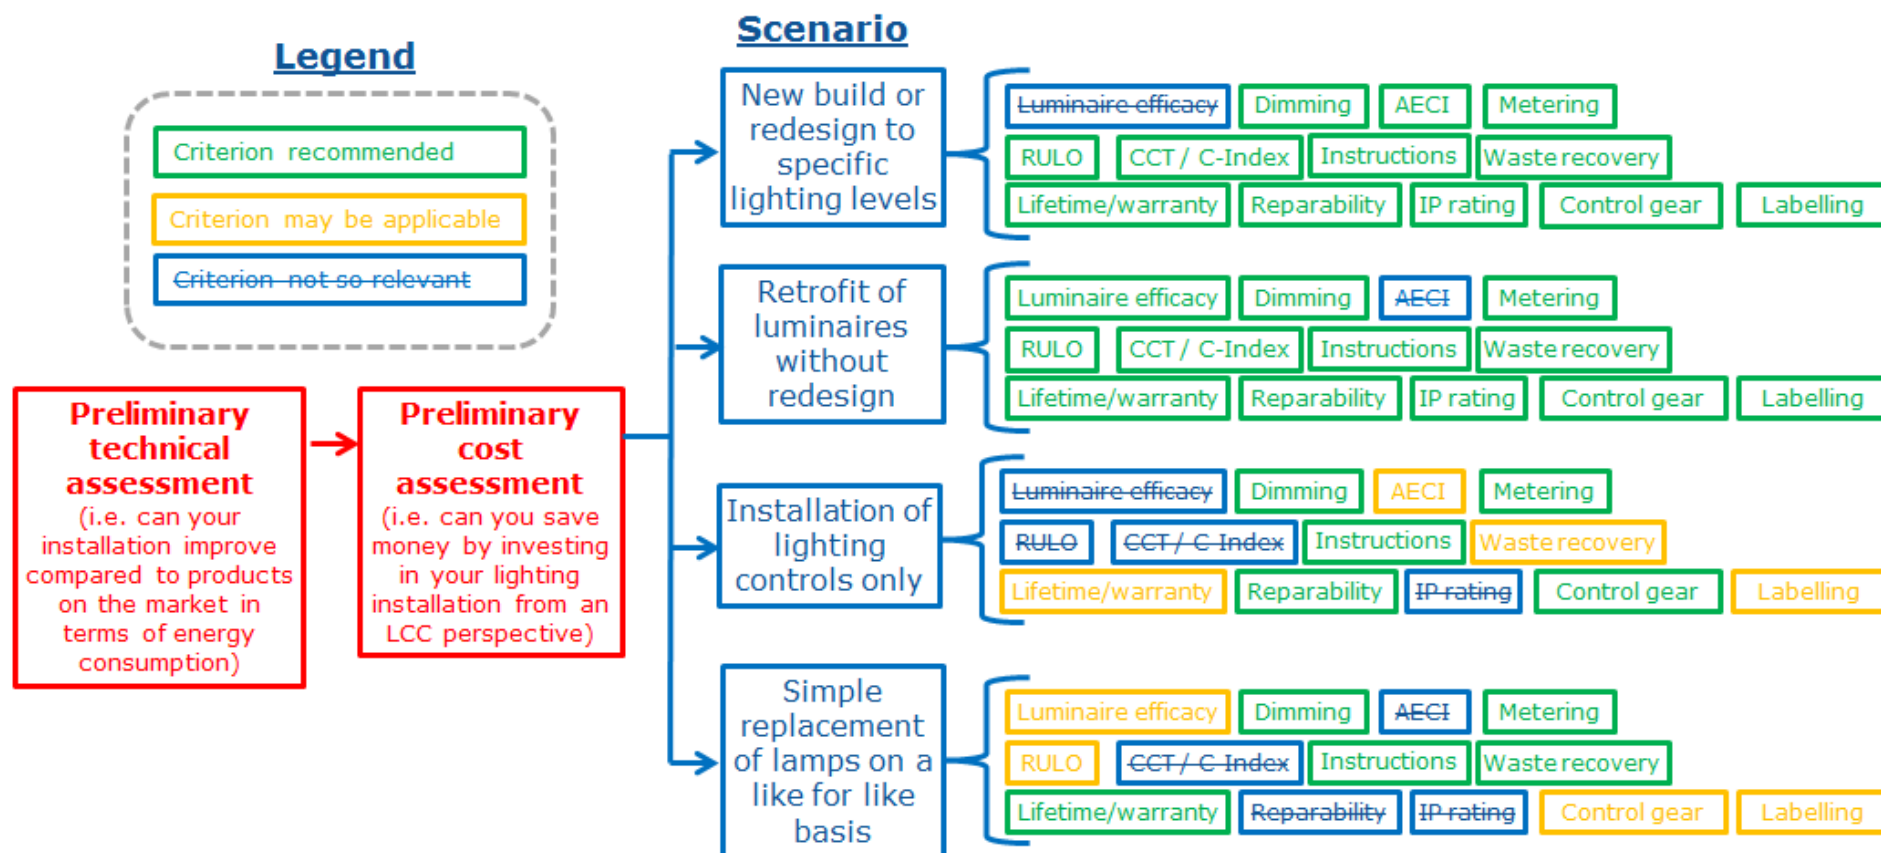 Legend
Criterion recommended
Criterion may be applicable
Criterion not so relevant
Preliminary
technical
assessment
(i.e. can your
installation improve
compared to products
on the market in
terms of energy
consumption)
Preliminary
cost
assessment
(i.e. can you save
money by investing
in your lighting
installation from an
LCC perspective)
Scenario
New build or
redesign to
specific
lighting levels
Luminaire efficacy Dimming AECI Metering
RULO CCT / C-Index Instructions Waste recovery
Lifetime/warranty Reparability IP rating Control gear Labelling
Retrofit of
luminaires
without
redesign
Luminaire efficacy Dimming AECI Metering
RULO CCT / C-Index Instructions Waste recovery
Lifetime/warranty Reparability IP rating Control gear Labelling
Installation of
lighting
controls only
Luminaire efficacy Dimming AECI Metering
RULO CCT / C-Index Instructions Waste recovery
Lifetime/warranty Reparability IP rating Control gear Labelling
Simple
replacement
of lamps on a
like for like
basis
Luminaire efficacy Dimming AECI Metering
RULO CCT / C-Index Instructions Waste recovery
Lifetime/warranty Reparability IP rating Control gear Labelling